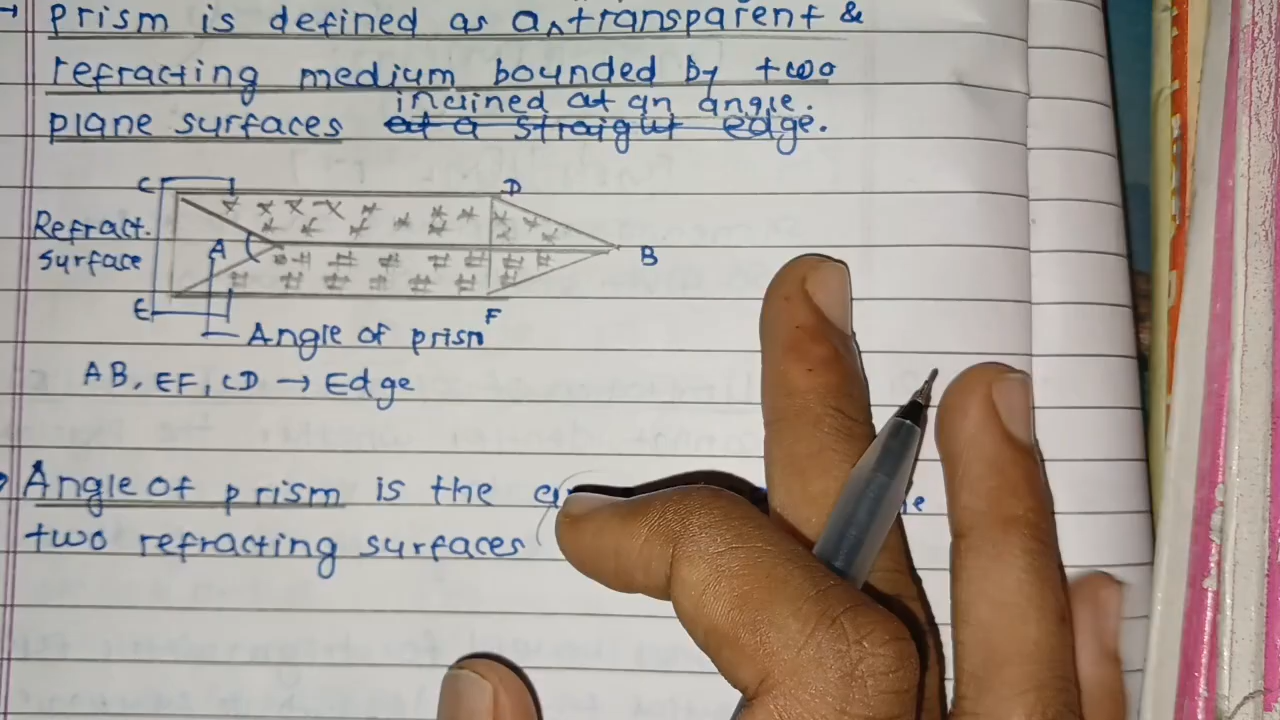 → prism is defined as a transparent &
refracting medium bounded by two
inclined at an angle.
plane surfaces at a straight edge.
C D
Refract.
surface
A
B
E
F
Angle of prism
AB, EF, CD → Edge
Angle of prism is the
two refracting surfaces